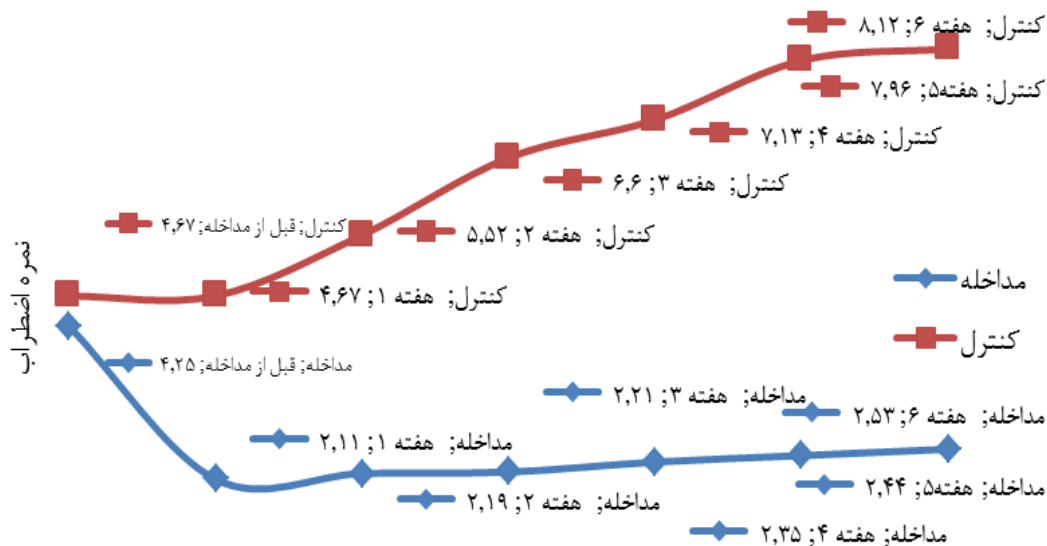 کنترل; هفته ۶; ۸,۱۲
کنترل; هفته۵; ۷,۹۶
کنترل; هفته ۴; ۷,۱۳
کنترل; هفته ۳; ۶,۶
کنترل; هفته ۲; ۵,۵۲
کنترل; قبل از مداخله; ۴,۶۷
کنترل; هفته ۱; ۴,۶۷
نمره اضطراب
مداخله
کنترل
مداخله; قبل از مداخله; ۴,۲۵
مداخله; هفته ۳; ۲,۲۱
مداخله; هفته ۶; ۲,۵۳
مداخله; هفته ۱; ۲,۱۱
مداخله; هفته۵; ۲,۴۴
مداخله; هفته ۲; ۲,۱۹
مداخله; هفته ۴; ۲,۳۵